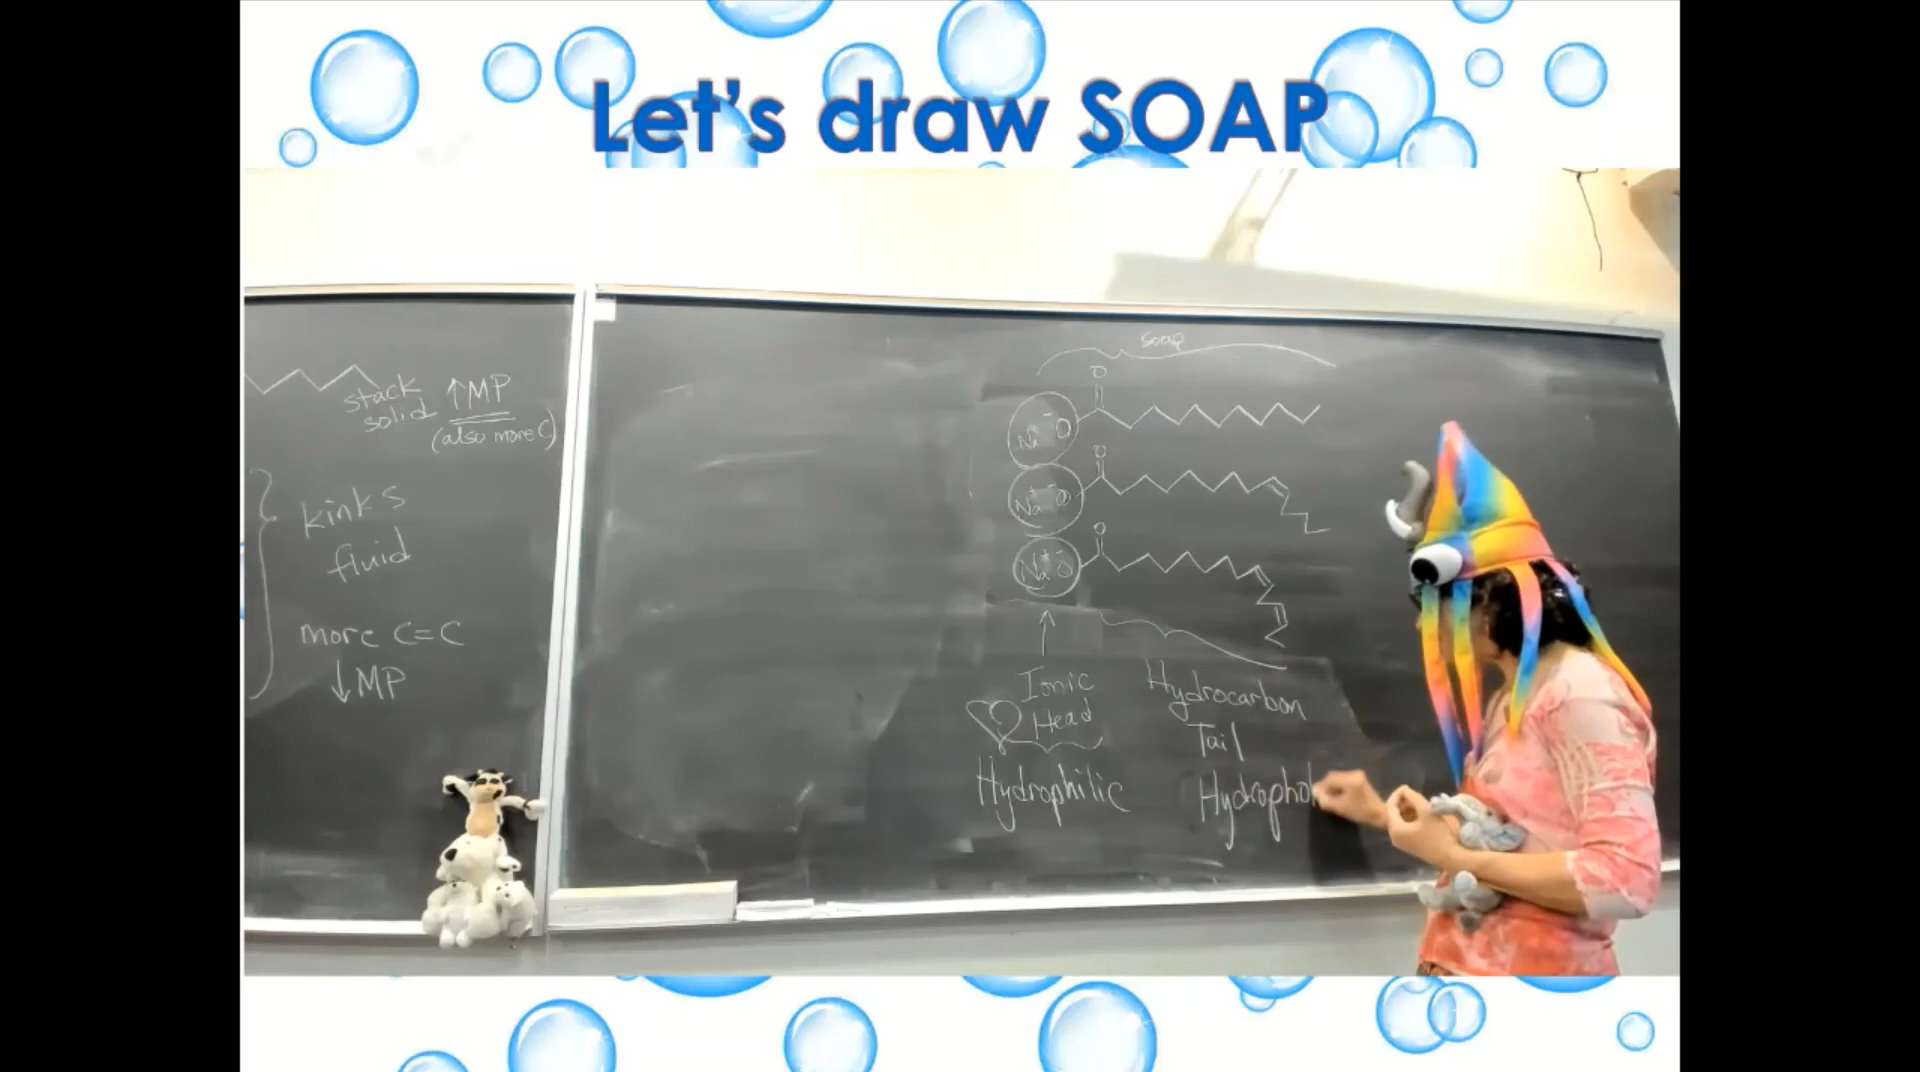 Let's draw SOAP
stack ↑MP
solid
(also more C)
kinks
fluid
more C=C
↓MP
soap
O
Na+ -O
O
Na+ -O
O
Na+ -O
↑
Ionic
Head
Hydrophilic
Hydrocarbon
Tail
Hydropho